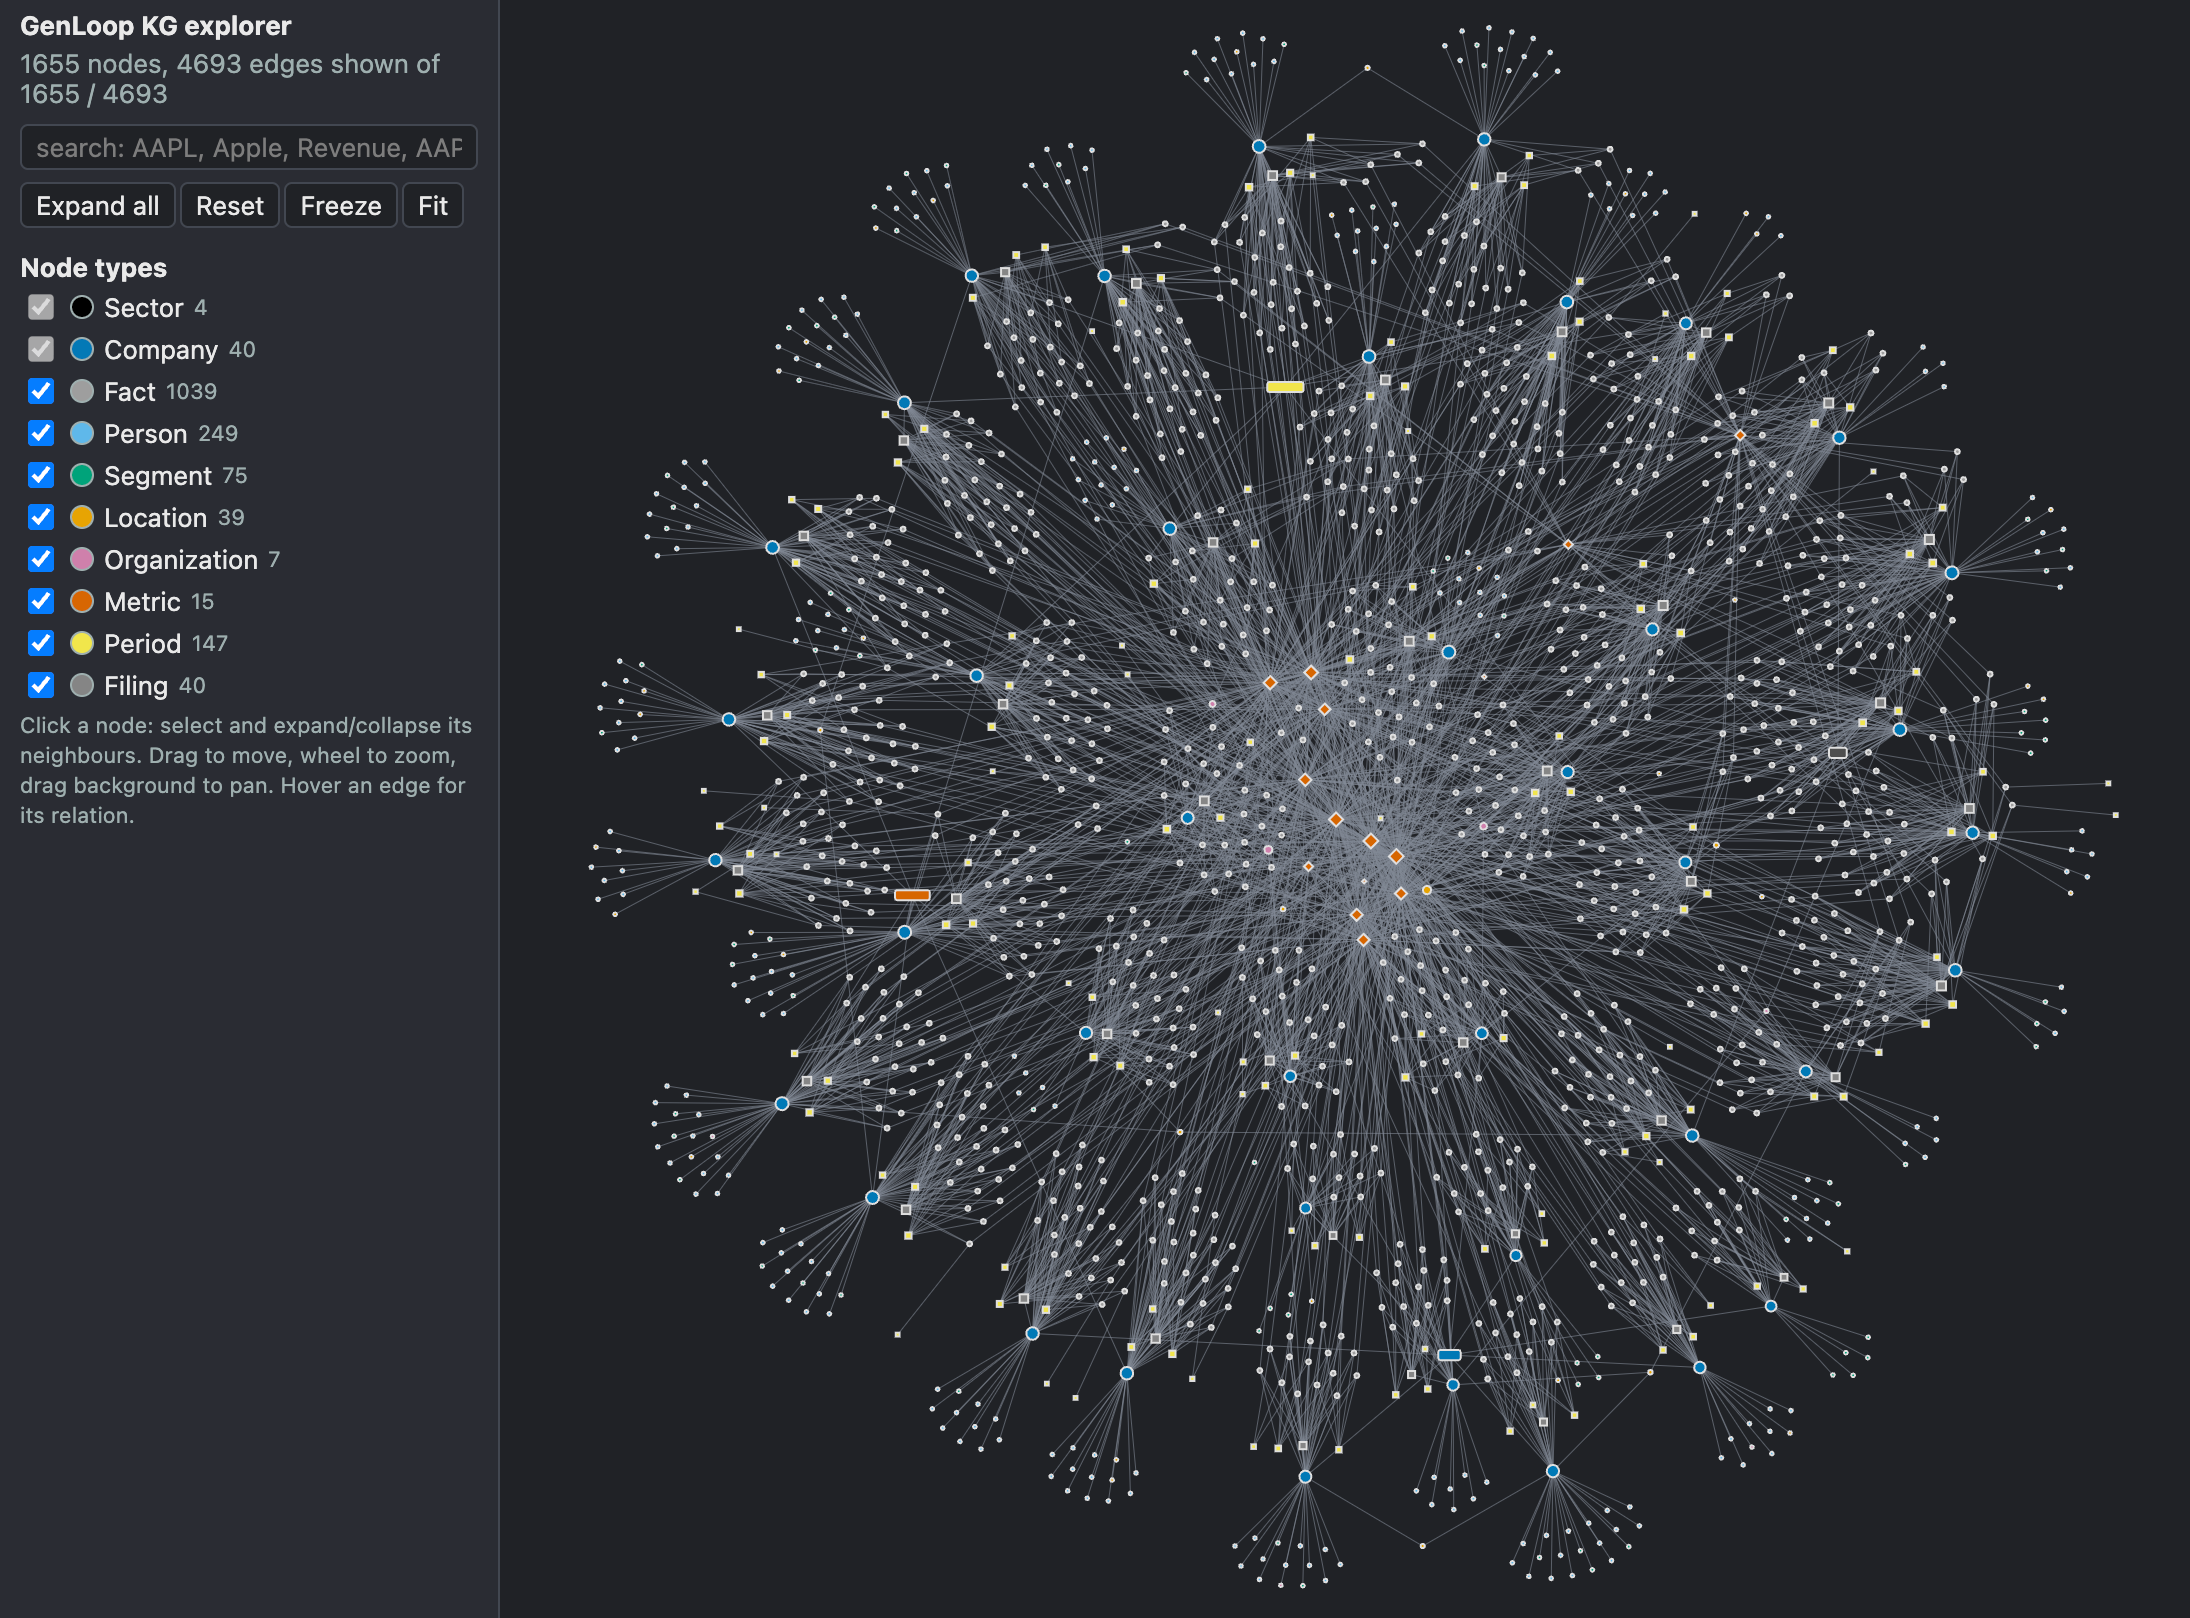 GenLoop KG explorer
1655 nodes, 4693 edges shown of
1655 / 4693
search: AAPL, Apple, Revenue, AAP
Expand all
Reset
Freeze
Fit
Node types
Sector 4
Company 40
Fact 1039
Person 249
Segment 75
Location 39
Organization 7
Metric 15
Period 147
Filing 40
Click a node: select and expand/collapse its
neighbours. Drag to move, wheel to zoom,
drag background to pan. Hover an edge for
its relation.